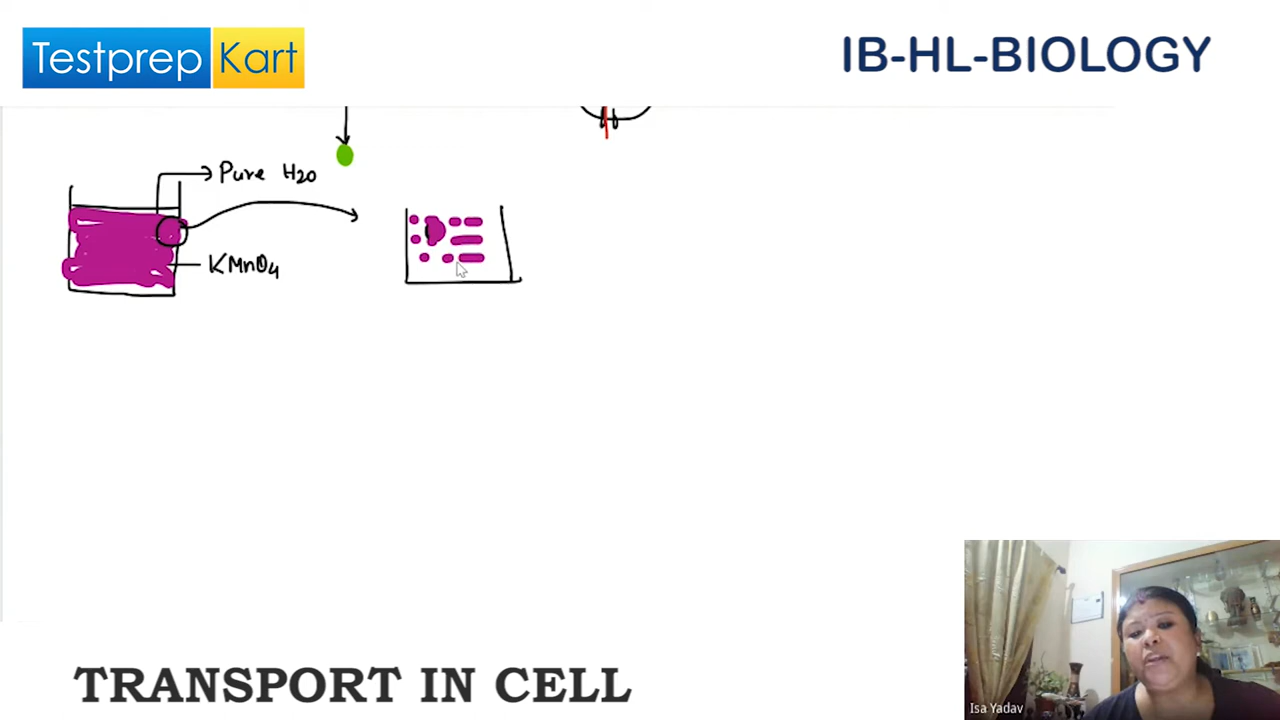 Testprep Kart
IB-HL-BIOLOGY
Pure H2O
KMnO4
TRANSPORT IN CELL
Isa Yadav